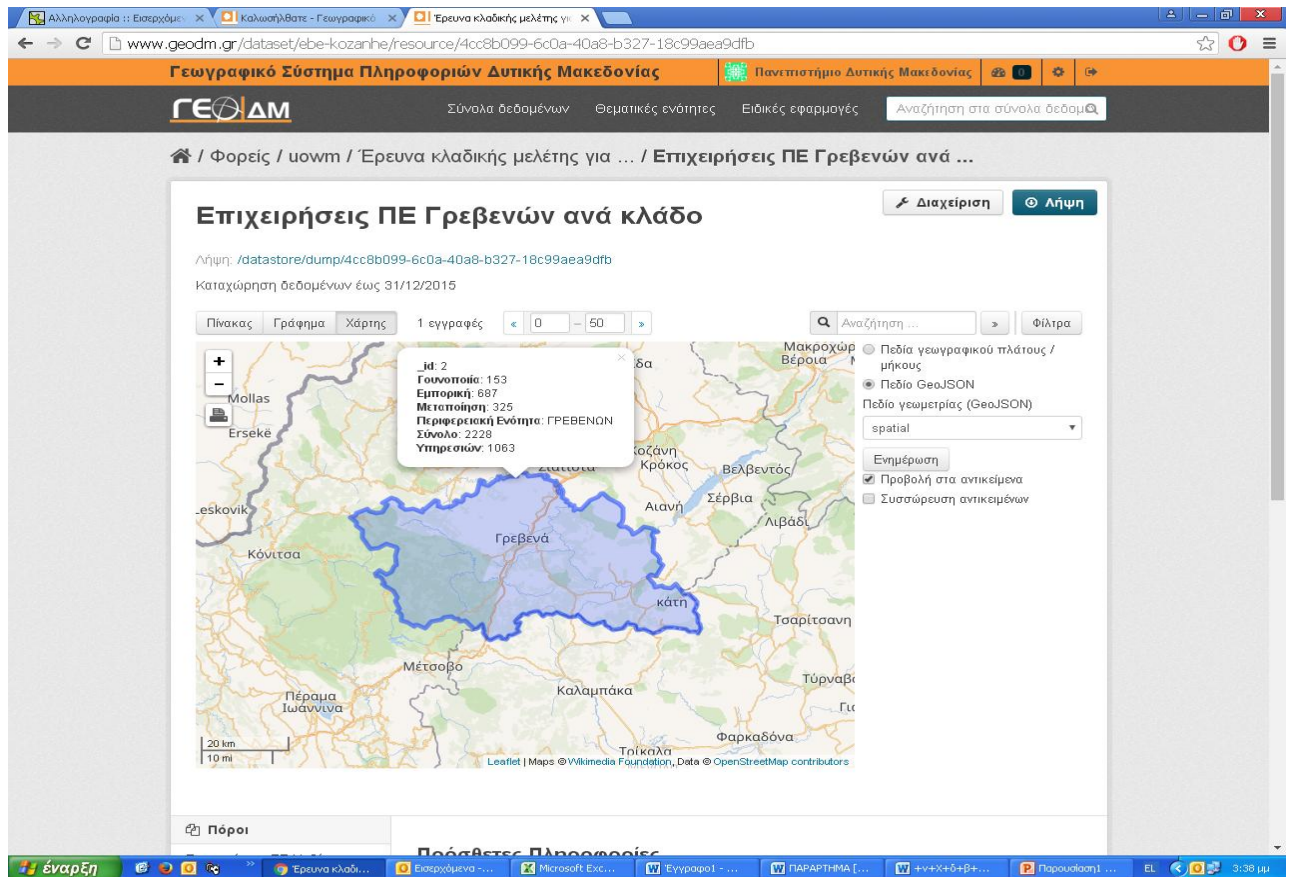 Αλληλογραφία :: Εισερχόμεν
Καλωσήλθατε - Γεωγραφικό
Έρευνα κλαδικής μελέτης γι
www.geodm.gr/dataset/ebe-kozanhe/resource/4cc8b099-6c0a-40a8-b327-18c99aea9dfb
Γεωγραφικό Σύστημα Πληροφοριών Δυτικής Μακεδονίας
Πανεπιστήμιο Δυτικής Μακεδονίας
0
ΓΕΩΔΜ
Σύνολα δεδομένων
Θεματικές ενότητες
Ειδικές εφαρμογές
Αναζήτηση στα σύνολα δεδομ
/ Φορείς / uowm / Έρευνα κλαδικής μελέτης για ... / Επιχειρήσεις ΠΕ Γρεβενών ανά ...
Επιχειρήσεις ΠΕ Γρεβενών ανά κλάδο
Διαχείριση
Λήψη
Λήψη: /datastore/dump/4cc8b099-6c0a-40a8-b327-18c99aea9dfb
Καταχώρηση δεδομένων έως 31/12/2015
Πίνακας
Γράφημα
Χάρτης
1 εγγραφές
«
0
– 50
»
Αναζήτηση ...
»
Φίλτρα
Πεδία γεωγραφικού πλάτους /
μήκους
Πεδίο GeoJSON
Πεδίο γεωμετρίας (GeoJSON)
spatial
Ενημέρωση
Προβολή στα αντικείμενα
Συσσώρευση αντικειμένων
+
−
_id: 2
Γουνοποιία: 153
Εμπορική: 687
Μεταποίηση: 325
Περιφερειακή Ενότητα: ΓΡΕΒΕΝΩΝ
Σύνολο: 2228
Υπηρεσιών: 1063
Μακροχώρ
Βέροια
δα
Mollas
Ersekë
οζάνη
Σιάτιστα
Κρόκος
Βελβεντός
Σέρβια
Αιανή
Λιβάδι
Leskovik
Γρεβενά
Κόνιτσα
κάτη
Τσαρίτσανη
Μέτσοβο
Καλαμπάκα
Τύρναβο
Πέραμα
Ιωάννινα
Γι
Φαρκαδόνα
Τρίκαλα
20 km
10 mi
Leaflet | Maps © Wikimedia Foundation, Data © OpenStreetMap contributors
Πόροι
Πρόσθετες Πληροφορίες
έναρξη
Έρευνα κλαδι...
Εισερχόμενα -...
Microsoft Exc...
Έγγραφο1 - ...
ΠΑΡΑΡΤΗΜΑ [...
+ν+Χ+δ+β+...
Παρουσίαση1 ...
EL
3:38 μμ